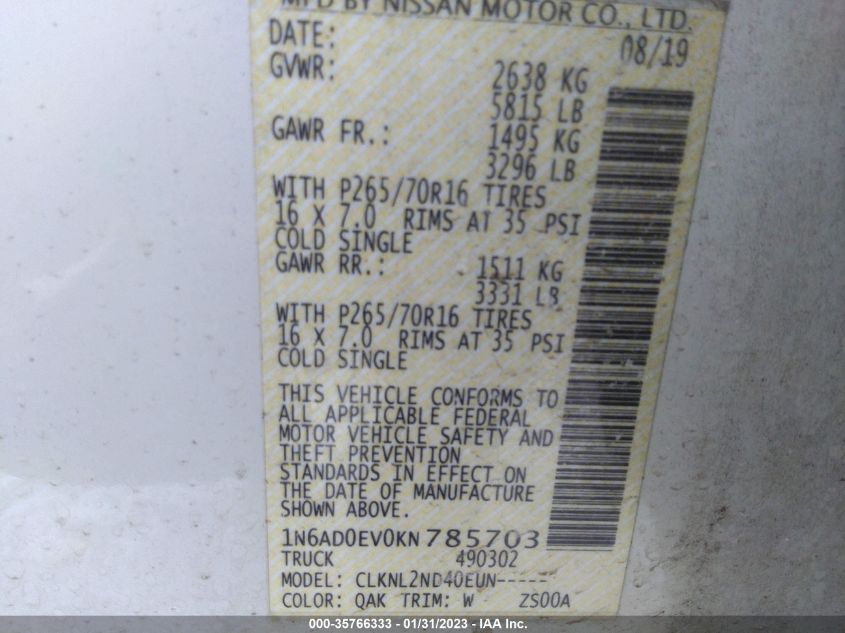 MFD BY NISSAN MOTOR CO., LTD.
DATE: 08/19
GVWR: 2638 KG
5815 LB
GAWR FR.: 1495 KG
3296 LB
WITH P265/70R16 TIRES
16 X 7.0 RIMS AT 35 PSI
COLD SINGLE
GAWR RR.: 1511 KG
3331 LB
WITH P265/70R16 TIRES
16 X 7.0 RIMS AT 35 PSI
COLD SINGLE
THIS VEHICLE CONFORMS TO
ALL APPLICABLE FEDERAL
MOTOR VEHICLE SAFETY AND
THEFT PREVENTION
STANDARDS IN EFFECT ON
THE DATE OF MANUFACTURE
SHOWN ABOVE.
1N6AD0EV0KN785703
TRUCK 490302
MODEL: CLKNL2ND40EUN-----
COLOR: QAK TRIM: W ZS00A
000-35766333 - 01/31/2023 - IAA Inc.